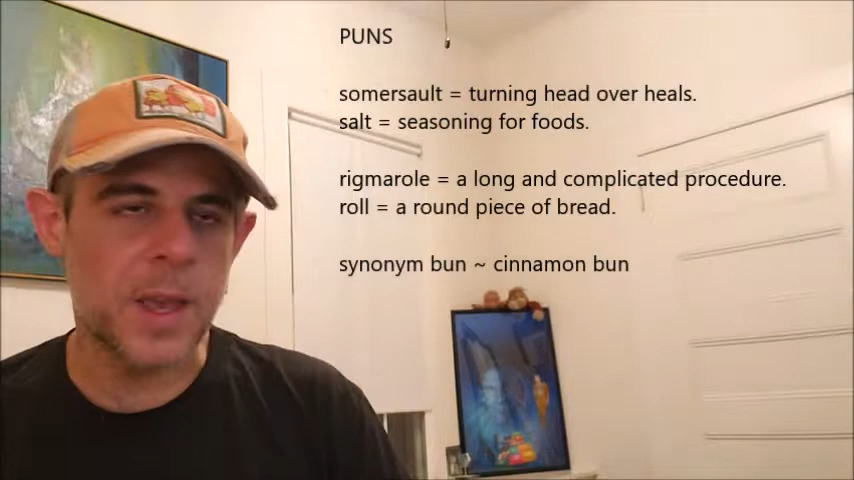 PUNS
somersault = turning head over heals.
salt = seasoning for foods.
rigmarole = a long and complicated procedure.
roll = a round piece of bread.
synonym bun ~ cinnamon bun